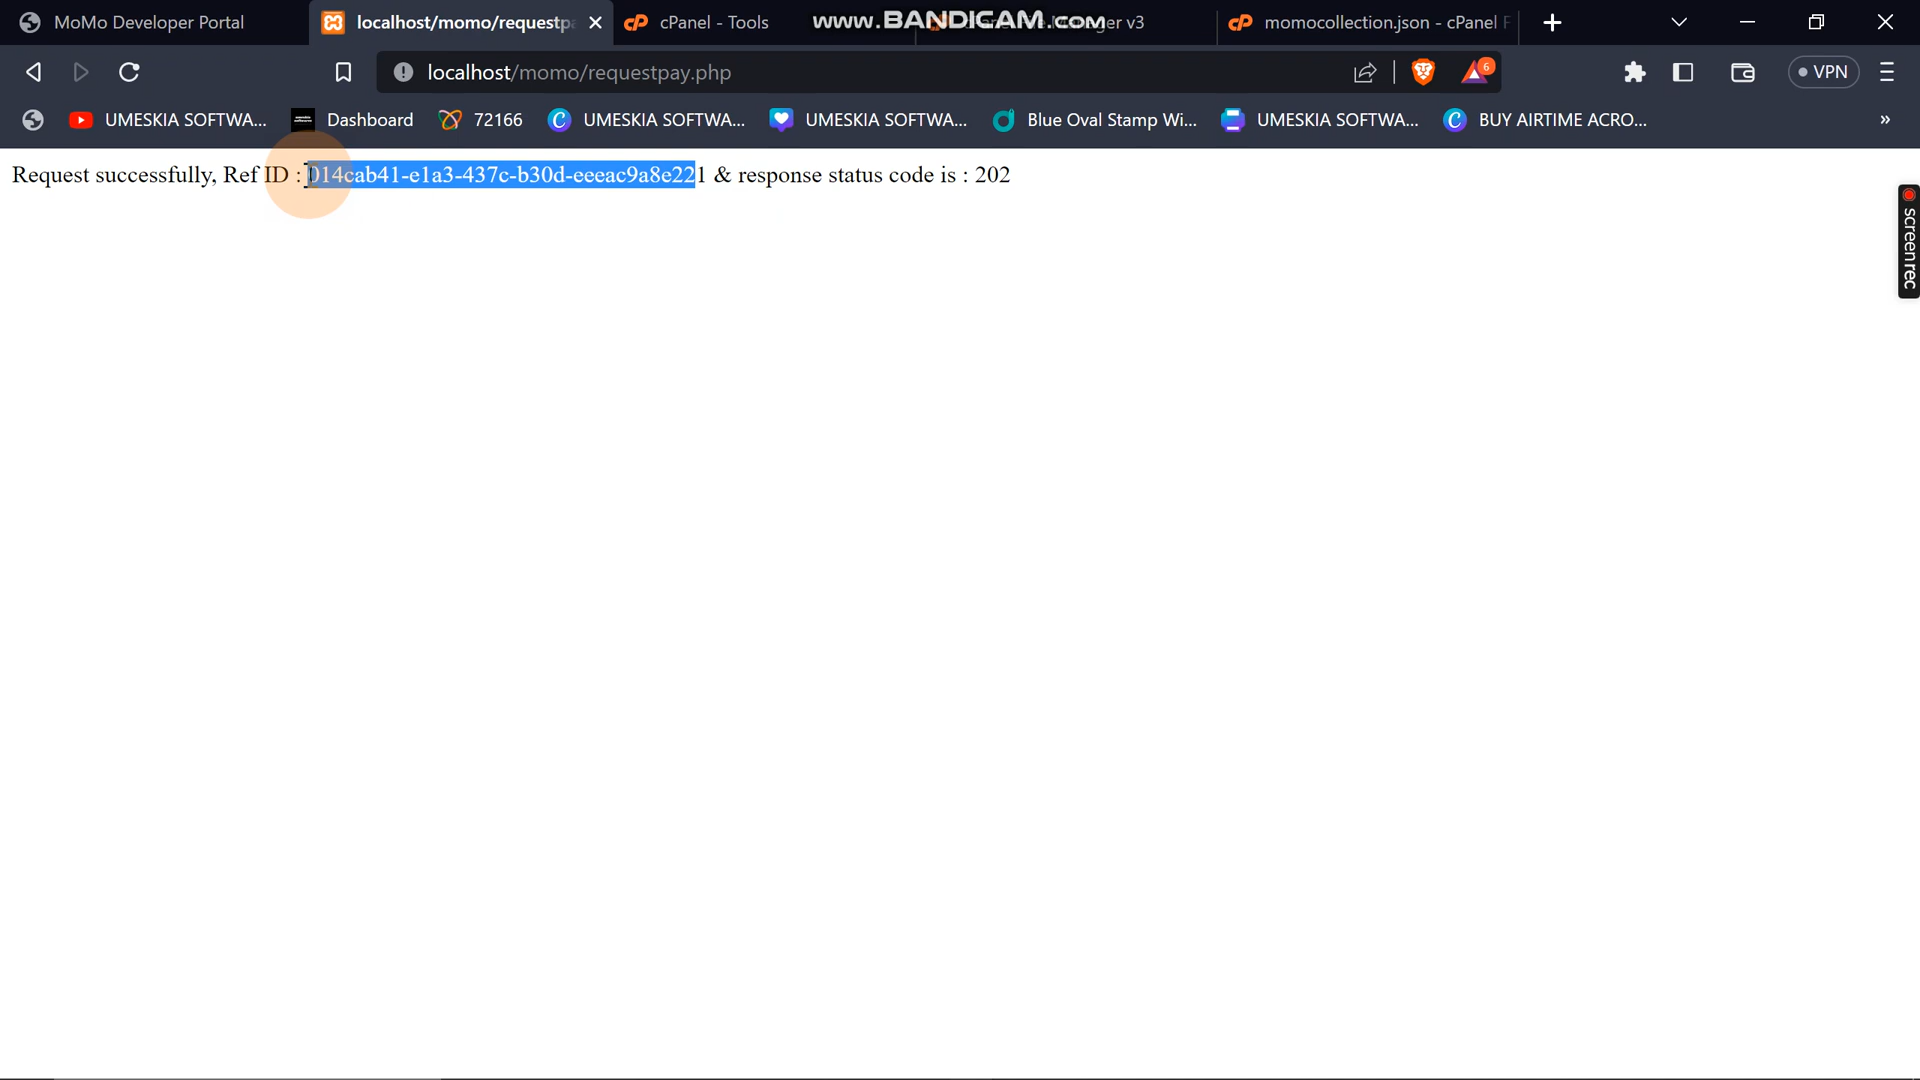 MoMo Developer Portal
localhost/momo/requestp
cPanel - Tools
www.BANDICAM.com
er v3
momocollection.json - cPanel F
localhost/momo/requestpay.php
6
VPN
UMESKIA SOFTWA...
Dashboard
72166
UMESKIA SOFTWA...
UMESKIA SOFTWA...
Blue Oval Stamp Wi...
UMESKIA SOFTWA...
BUY AIRTIME ACRO...
»
Request successfully, Ref ID : 014cab41-e1a3-437c-b30d-eeeac9a8e221 & response status code is : 202
screenrec